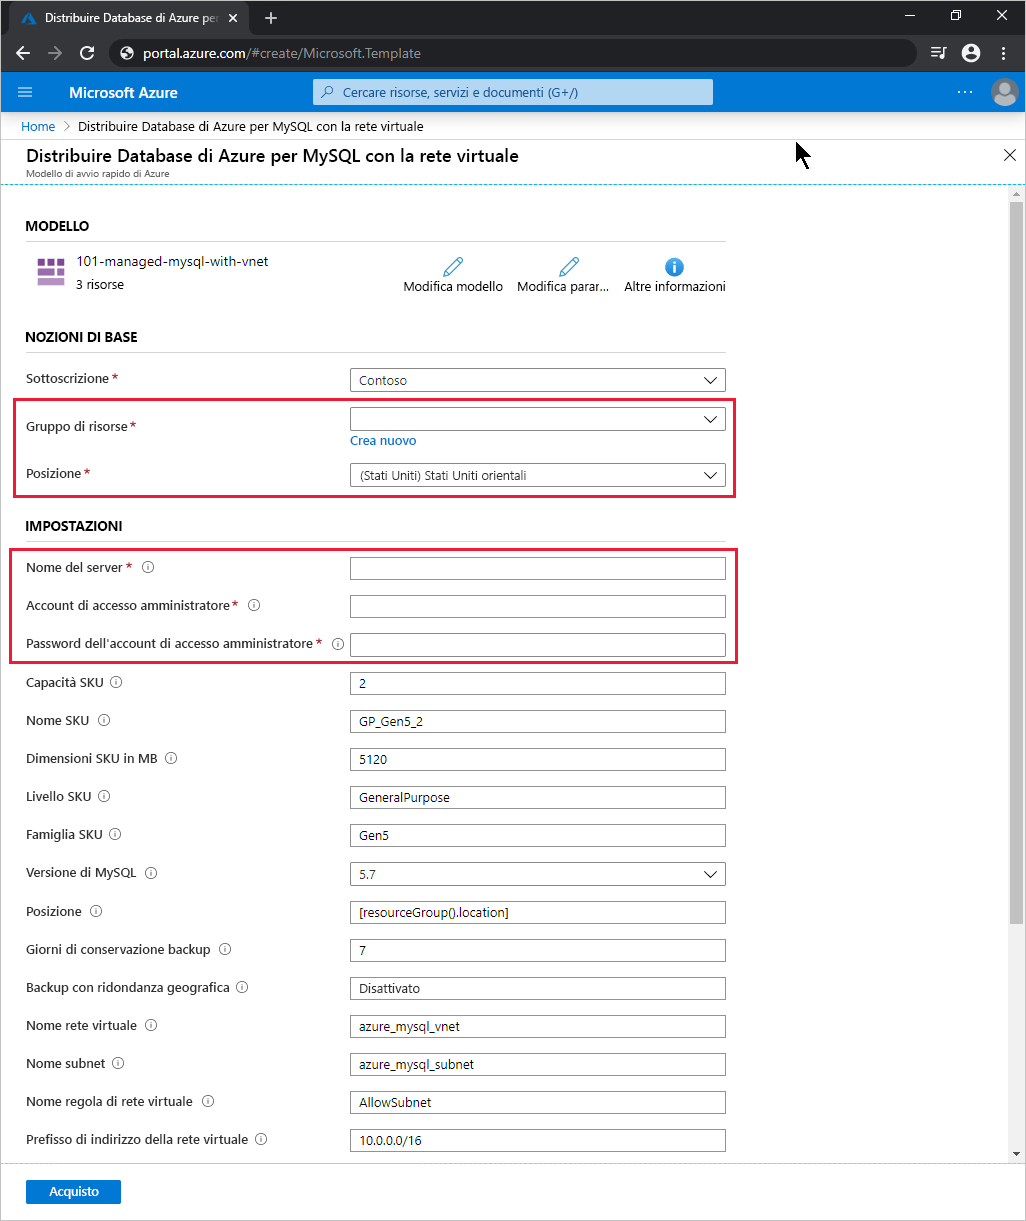 Distribuire Database di Azure per
portal.azure.com/#create/Microsoft.Template
Microsoft Azure
Cercare risorse, servizi e documenti (G+/)
Home > Distribuire Database di Azure per MySQL con la rete virtuale
Distribuire Database di Azure per MySQL con la rete virtuale
Modello di avvio rapido di Azure
MODELLO
101-managed-mysql-with-vnet
3 risorse
Modifica modello
Modifica parar...
Altre informazioni
NOZIONI DI BASE
Sottoscrizione *
Contoso
Gruppo di risorse *
Crea nuovo
Posizione *
(Stati Uniti) Stati Uniti orientali
IMPOSTAZIONI
Nome del server *
Account di accesso amministratore *
Password dell'account di accesso amministratore *
Capacità SKU
2
Nome SKU
GP_Gen5_2
Dimensioni SKU in MB
5120
Livello SKU
GeneralPurpose
Famiglia SKU
Gen5
Versione di MySQL
5.7
Posizione
[resourceGroup().location]
Giorni di conservazione backup
7
Backup con ridondanza geografica
Disattivato
Nome rete virtuale
azure_mysql_vnet
Nome subnet
azure_mysql_subnet
Nome regola di rete virtuale
AllowSubnet
Prefisso di indirizzo della rete virtuale
10.0.0.0/16
Acquisto